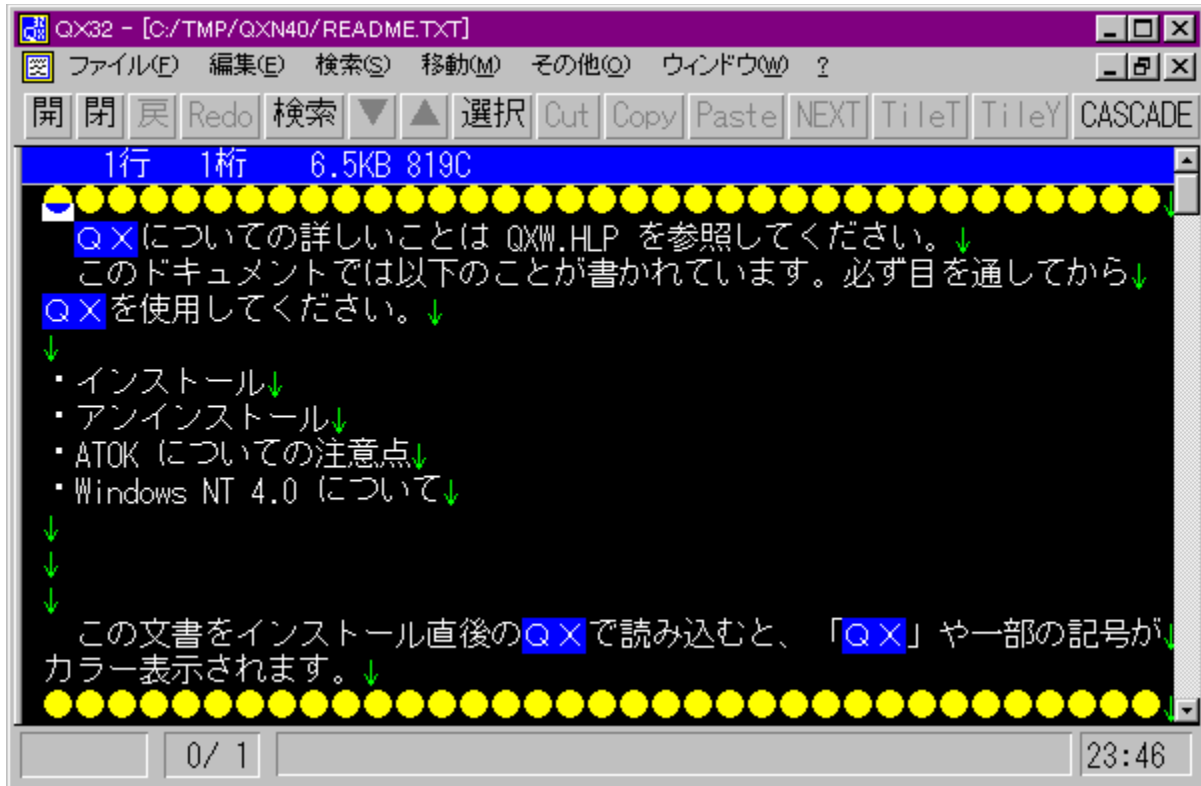 QX32 - [C:/TMP/QXN40/README.TXT]
ファイル(F) 編集(E) 検索(S) 移動(M) その他(O) ウィンドウ(W) ?
開 閉 戻 Redo 検索 ▼ ▲ 選択 Cut Copy Paste NEXT TileT TileY CASCADE
1行 1桁 6.5KB 819C
●●●●●●●●●●●●●●●●●●●●●●●●●●●●●●●●●●●↓
QXについての詳しいことは QXW.HLP を参照してください。↓
このドキュメントでは以下のことが書かれています。必ず目を通してから↓
QXを使用してください。↓
↓
・インストール↓
・アンインストール↓
・ATOK についての注意点↓
・Windows NT 4.0 について↓
↓
↓
↓
この文書をインストール直後のQXで読み込むと、「QX」や一部の記号が↓
カラー表示されます。↓
●●●●●●●●●●●●●●●●●●●●●●●●●●●●●●●●●●●↓
0/ 1 23:46